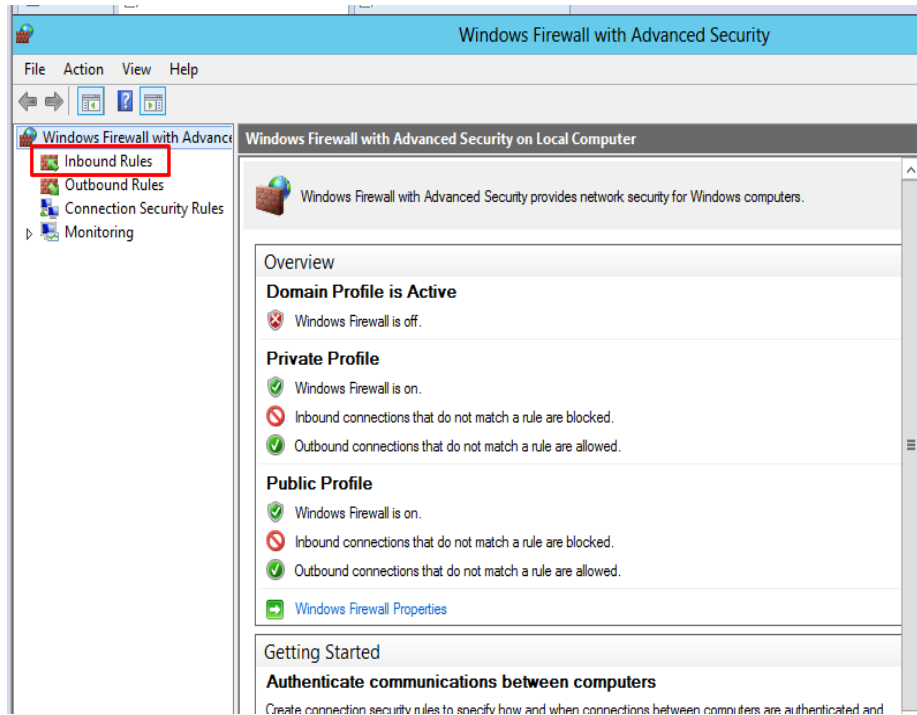 Windows Firewall with Advanced Security
File Action View Help
Windows Firewall with Advance
Inbound Rules
Outbound Rules
Connection Security Rules
Monitoring
Windows Firewall with Advanced Security on Local Computer
Windows Firewall with Advanced Security provides network security for Windows computers.
Overview
Domain Profile is Active
Windows Firewall is off.
Private Profile
Windows Firewall is on.
Inbound connections that do not match a rule are blocked.
Outbound connections that do not match a rule are allowed.
Public Profile
Windows Firewall is on.
Inbound connections that do not match a rule are blocked.
Outbound connections that do not match a rule are allowed.
Windows Firewall Properties
Getting Started
Authenticate communications between computers
Create connection security rules to specify how and when connections between computers are authenticated and